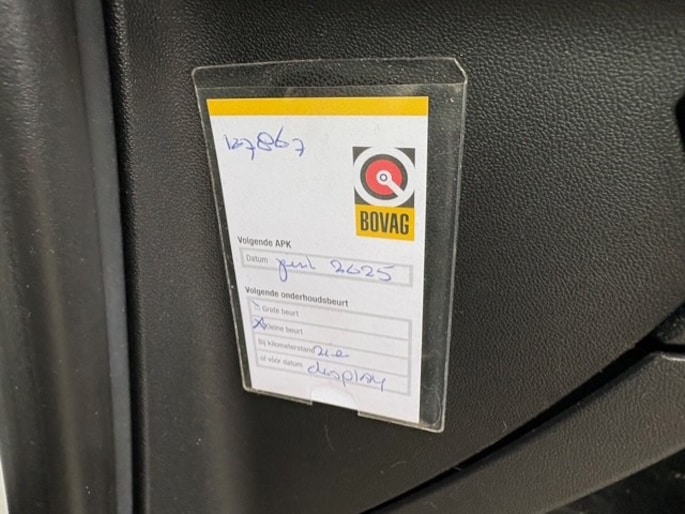 127867
BOVAG
Volgende APK
Datum juni 2025
Volgende onderhoudsbeurt
Grote beurt
Kleine beurt
Bij kilometerstand zie
of vóór datum display